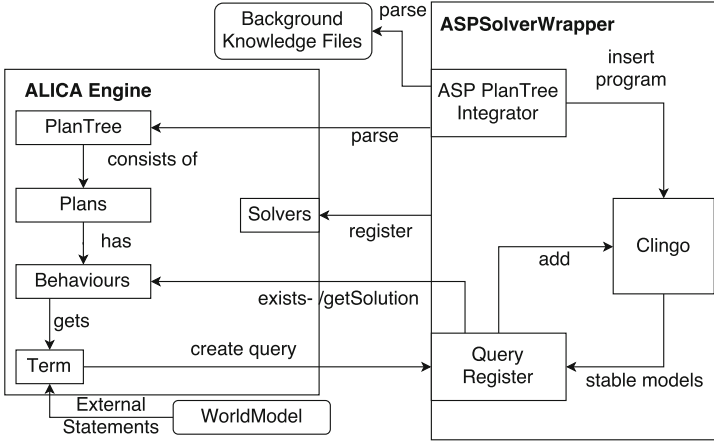 parse
Background
Knowledge Files
ASPSolverWrapper
insert
program
ALICA Engine
ASP PlanTree
Integrator
PlanTree
parse
consists of
Plans
Solvers
register
Clingo
has
add
Behaviours
exists- /getSolution
gets
create query
Query
Register
Term
stable models
External
Statements
WorldModel